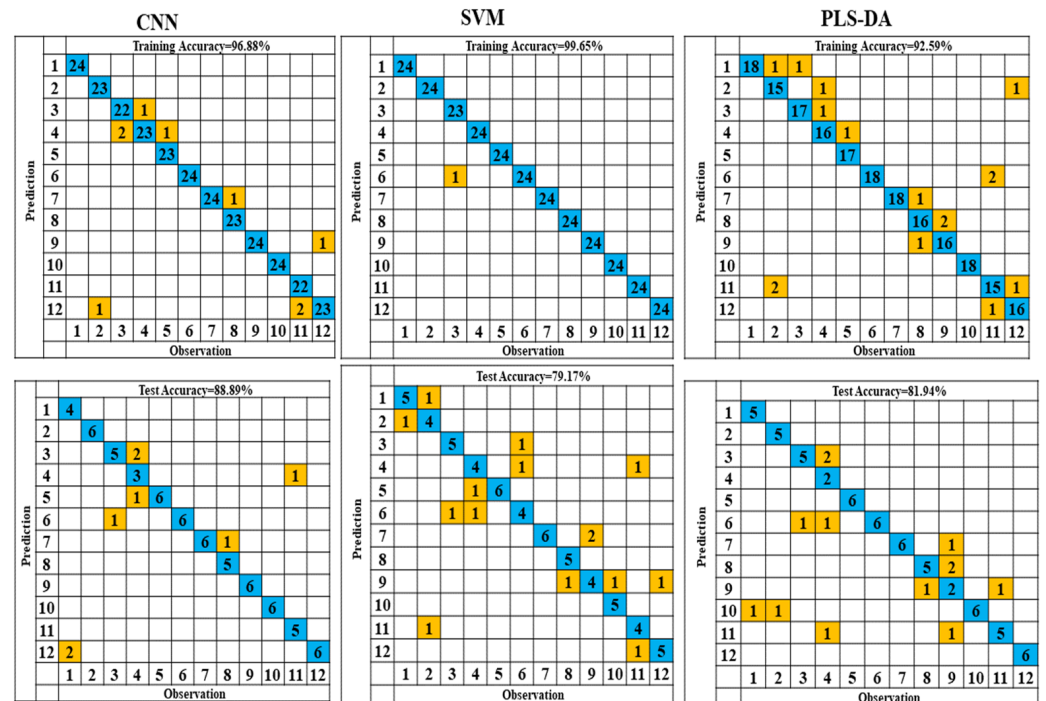 CNN
SVM
PLS-DA
Training Accuracy=96.88%
1 24
2 23
3 22 1
4 2 23 1
5 23
6 24
7 24 1
8 23
9 24 1
10 24
11 22
12 1 2 23
1 2 3 4 5 6 7 8 9 10 11 12
Observation
Prediction
Training Accuracy=99.65%
1 24
2 24
3 23
4 24
5 24
6 1 24
7 24
8 24
9 24
10 24
11 24
12 24
1 2 3 4 5 6 7 8 9 10 11 12
Observation
Prediction
Training Accuracy=92.59%
1 18 1 1
2 15 1 1
3 17 1
4 16 1
5 17
6 18 2
7 18 1
8 16 2
9 1 16
10 18
11 2 15 1
12 1 16
1 2 3 4 5 6 7 8 9 10 11 12
Observation
Prediction
Test Accuracy=88.89%
1 4
2 6
3 5 2
4 3 1
5 1 6
6 1 6
7 6 1
8 5
9 6
10 6
11 5
12 2 6
1 2 3 4 5 6 7 8 9 10 11 12
Observation
Prediction
Test Accuracy=79.17%
1 5 1
2 1 4
3 5 1
4 4 1 1
5 1 6
6 1 1 4
7 6 2
8 5
9 1 4 1 1
10 5
11 1 4
12 1 5
1 2 3 4 5 6 7 8 9 10 11 12
Observation
Prediction
Test Accuracy=81.94%
1 5
2 5
3 5 2
4 2
5 6
6 1 1 6
7 6 1
8 5 2
9 1 2 1
10 1 1 6
11 1 1 5
12 6
1 2 3 4 5 6 7 8 9 10 11 12
Observation
Prediction